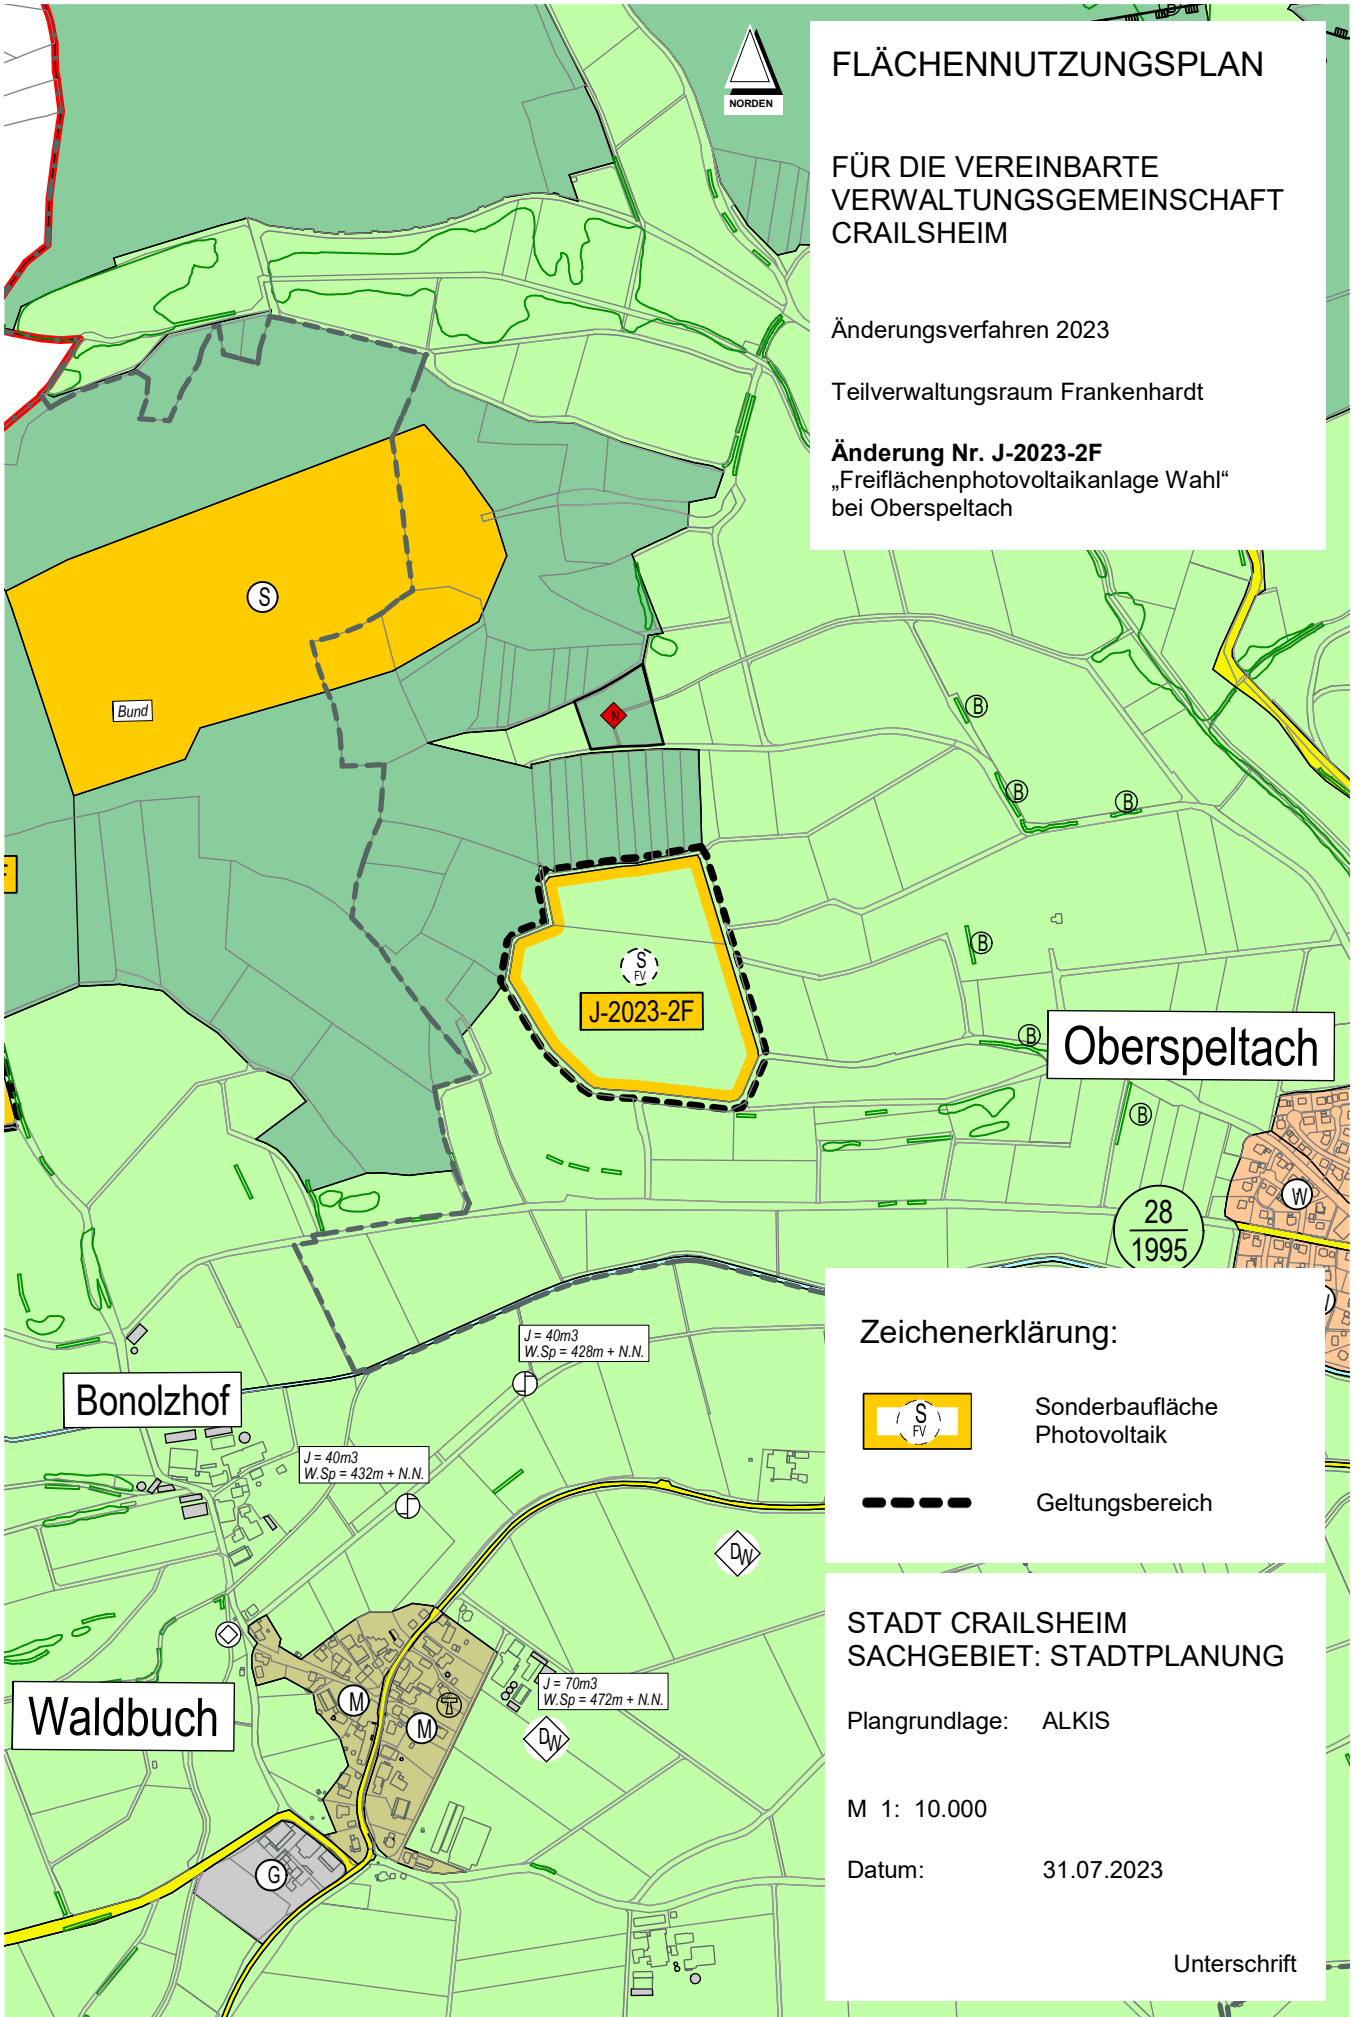 NORDEN
FLÄCHENNUTZUNGSPLAN
FÜR DIE VEREINBARTE
VERWALTUNGSGEMEINSCHAFT
CRAILSHEIM
Änderungsverfahren 2023
Teilverwaltungsraum Frankenhardt
Änderung Nr. J-2023-2F
„Freiflächenphotovoltaikanlage Wahl“
bei Oberspeltach
S
Bund
N
B
B
B
B
S
FV
J-2023-2F
B
Oberspeltach
B
W
28
1995
J = 40m3
W.Sp = 428m + N.N.
Bonolzhof
J = 40m3
W.Sp = 432m + N.N.
Zeichenerklärung:
S
FV
Sonderbaufläche
Photovoltaik
Geltungsbereich
DW
J = 70m3
W.Sp = 472m + N.N.
Waldbuch
M
M
DW
G
STADT CRAILSHEIM
SACHGEBIET: STADTPLANUNG
Plangrundlage: ALKIS
M 1: 10.000
Datum: 31.07.2023
Unterschrift